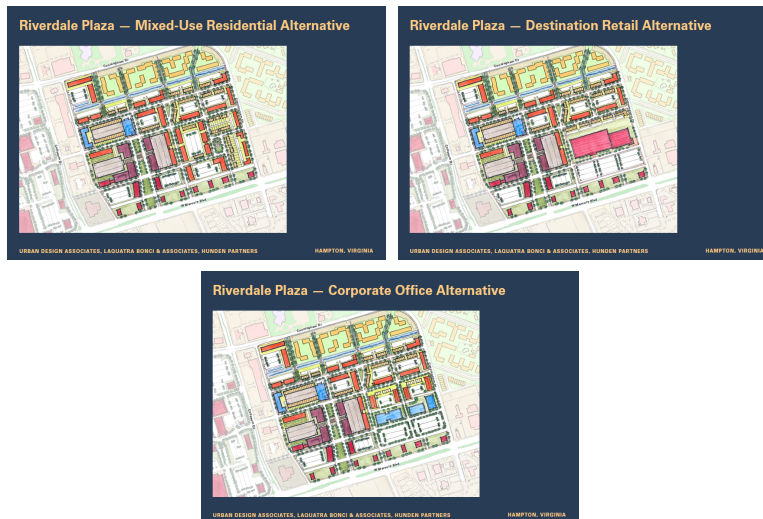 Riverdale Plaza — Mixed-Use Residential Alternative
URBAN DESIGN ASSOCIATES, LAQUATRA BONCI & ASSOCIATES, HUNDEN PARTNERS
HAMPTON, VIRGINIA
Riverdale Plaza — Destination Retail Alternative
URBAN DESIGN ASSOCIATES, LAQUATRA BONCI & ASSOCIATES, HUNDEN PARTNERS
HAMPTON, VIRGINIA
Riverdale Plaza — Corporate Office Alternative
URBAN DESIGN ASSOCIATES, LAQUATRA BONCI & ASSOCIATES, HUNDEN PARTNERS
HAMPTON, VIRGINIA